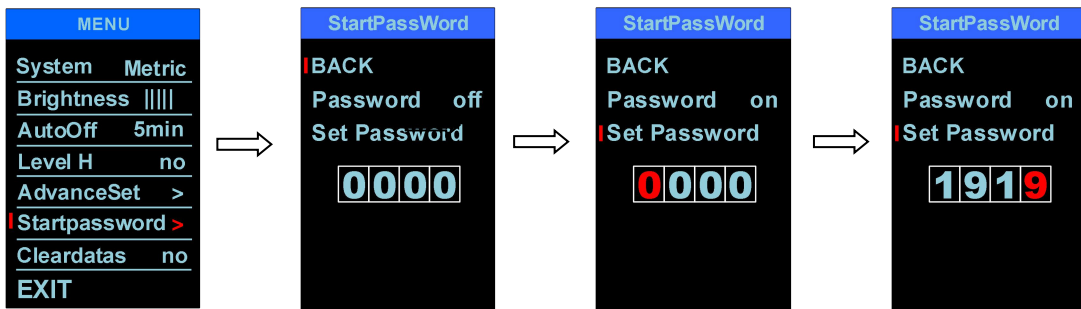 MENU
System Metric
Brightness |||||
AutoOff 5min
Level H no
AdvanceSet >
Startpassword >
Cleardatas no
EXIT
StartPassWord
BACK
Password off
Set Password
0000
StartPassWord
BACK
Password on
Set Password
0000
StartPassWord
BACK
Password on
Set Password
1919